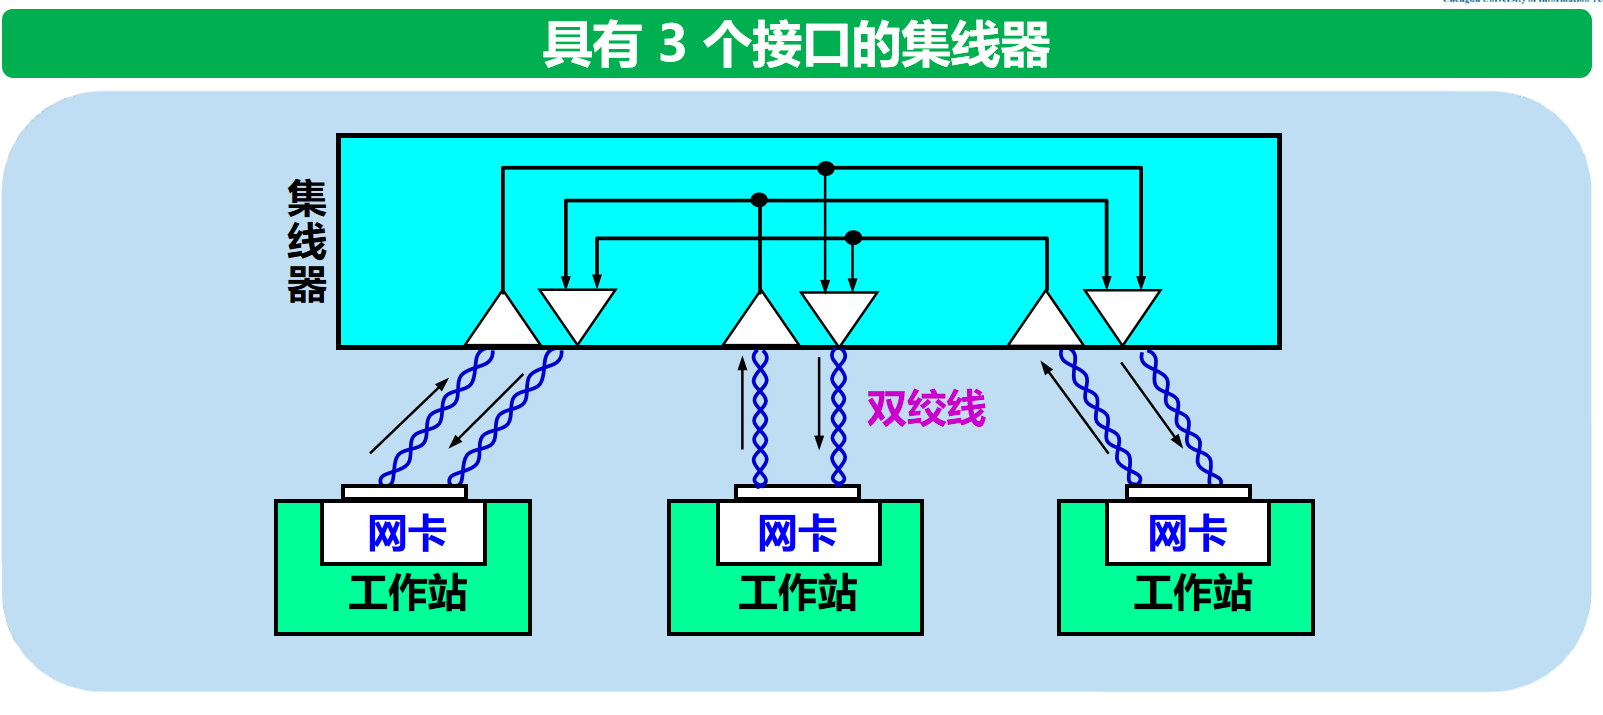 具有 3 个接口的集线器
集线器
双绞线
网卡
工作站
网卡
工作站
网卡
工作站